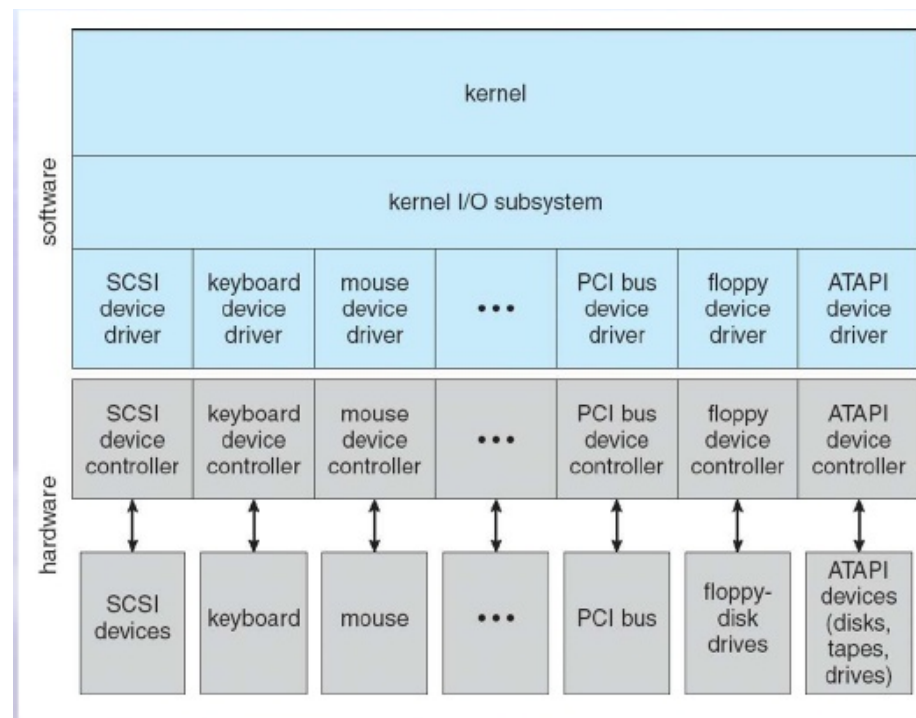 software
kernel
kernel I/O subsystem
SCSI
device
driver
keyboard
device
driver
mouse
device
driver
•••
PCI bus
device
driver
floppy
device
driver
ATAPI
device
driver
hardware
SCSI
device
controller
keyboard
device
controller
mouse
device
controller
•••
PCI bus
device
controller
floppy
device
controller
ATAPI
device
controller
SCSI
devices
keyboard
mouse
•••
PCI bus
floppy-
disk
drives
ATAPI
devices
(disks,
tapes,
drives)